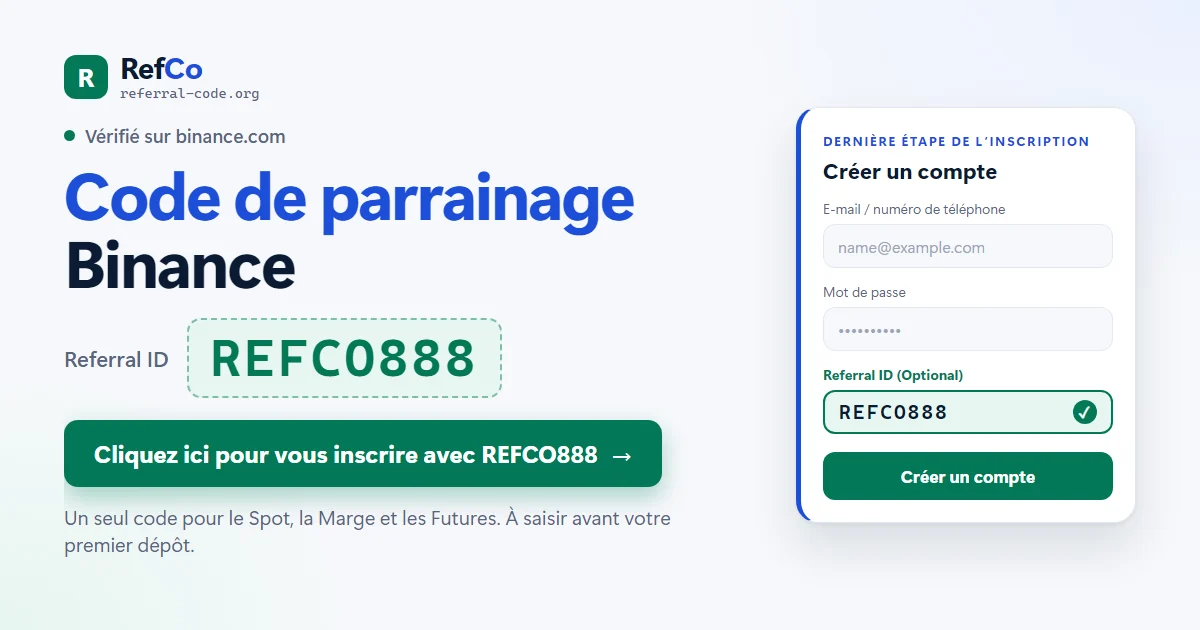 R
RefCo
referral-code.org
Vérifié sur binance.com
Code de parrainage
Binance
Referral ID
REFCO888
Cliquez ici pour vous inscrire avec REFCO888 →
Un seul code pour le Spot, la Marge et les Futures. À saisir avant votre
premier dépôt.
DERNIÈRE ÉTAPE DE L'INSCRIPTION
Créer un compte
E-mail / numéro de téléphone
name@example.com
Mot de passe
••••••••••
Referral ID (Optional)
REFCO888
Créer un compte